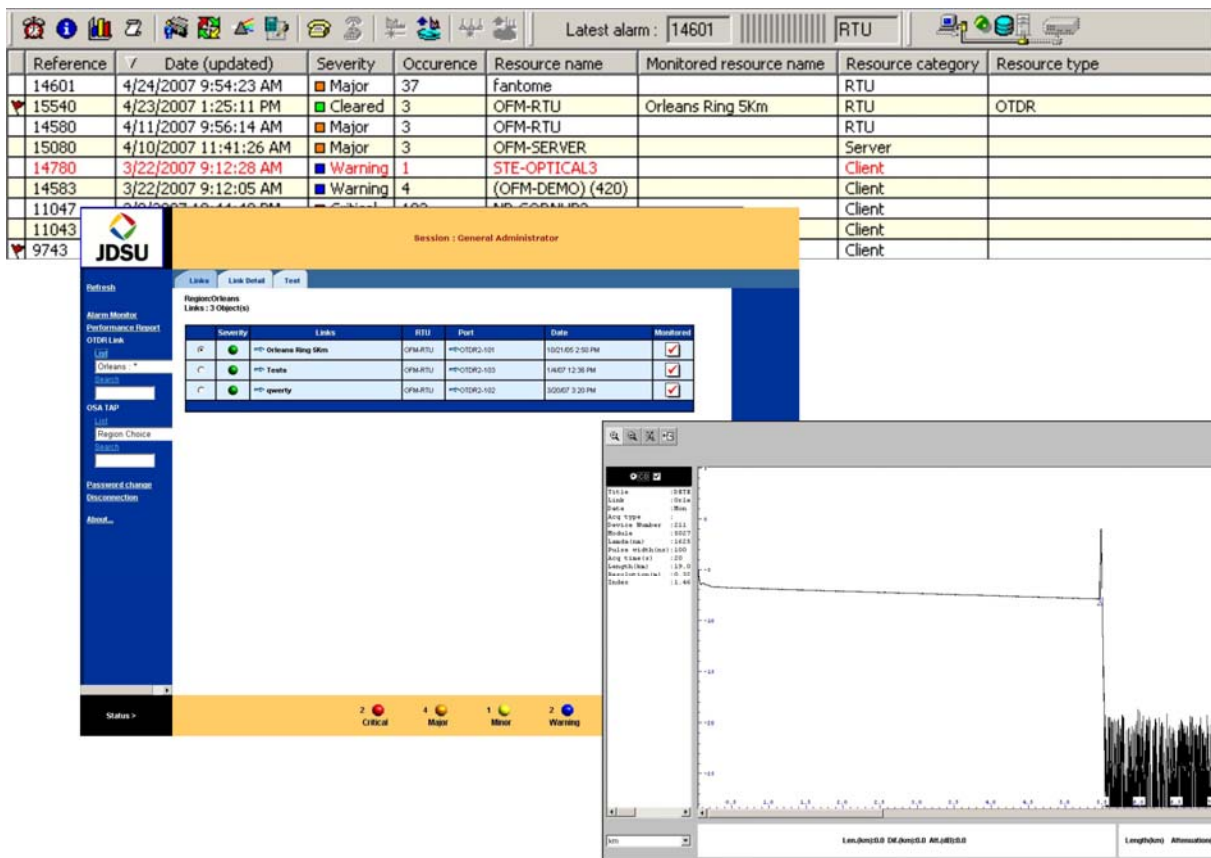 Latest alarm : 14601 RTU
Reference Date (updated) Severity Occurence Resource name Monitored resource name Resource category Resource type
14601 4/24/2007 9:54:23 AM Major 37 fantome RTU
15540 4/23/2007 1:25:11 PM Cleared 3 OFM-RTU Orleans Ring 5Km RTU OTDR
14580 4/11/2007 9:56:14 AM Major 3 OFM-RTU RTU
15080 4/10/2007 11:41:26 AM Major 3 OFM-SERVER Server
14780 3/22/2007 9:12:28 AM Warning 1 STE-OPTICAL3 Client
14583 3/22/2007 9:12:05 AM Warning 4 (OFM-DEMO) (420) Client
11047 Client
11043 Client
9743 Client
JDSU
Session : General Administrator
Refresh
Alarm Monitor
Performance Report
OTDR Link
List
Orleans : *
Search
OSA TAP
List
Region Choice
Search
Password change
Disconnection
About...
Links Link Detail Test
Region:Orleans
Links : 3 Object(s)
Severity Links RTU Port Date Monitored
Orleans Ring 5Km OFM-RTU OTDR2-101 10/21/05 2:50 PM
Tests OFM-RTU OTDR2-103 1/4/07 12:36 PM
qwerty OFM-RTU OTDR2-102 3/20/07 3:20 PM
Status >
2 Critical
4 Major
1 Minor
2 Warning
Title
Link
Date :Mon
Acq type :
Device Number :211
Module
Lamda(nm) :1625
Pulse width(ns):100
Acq time(s) :20
Length(km) :19.0
Index :1.46
km
Len.(km):0.0 Dif.(km):0.0 Att.(dB):0.0
Length(km)